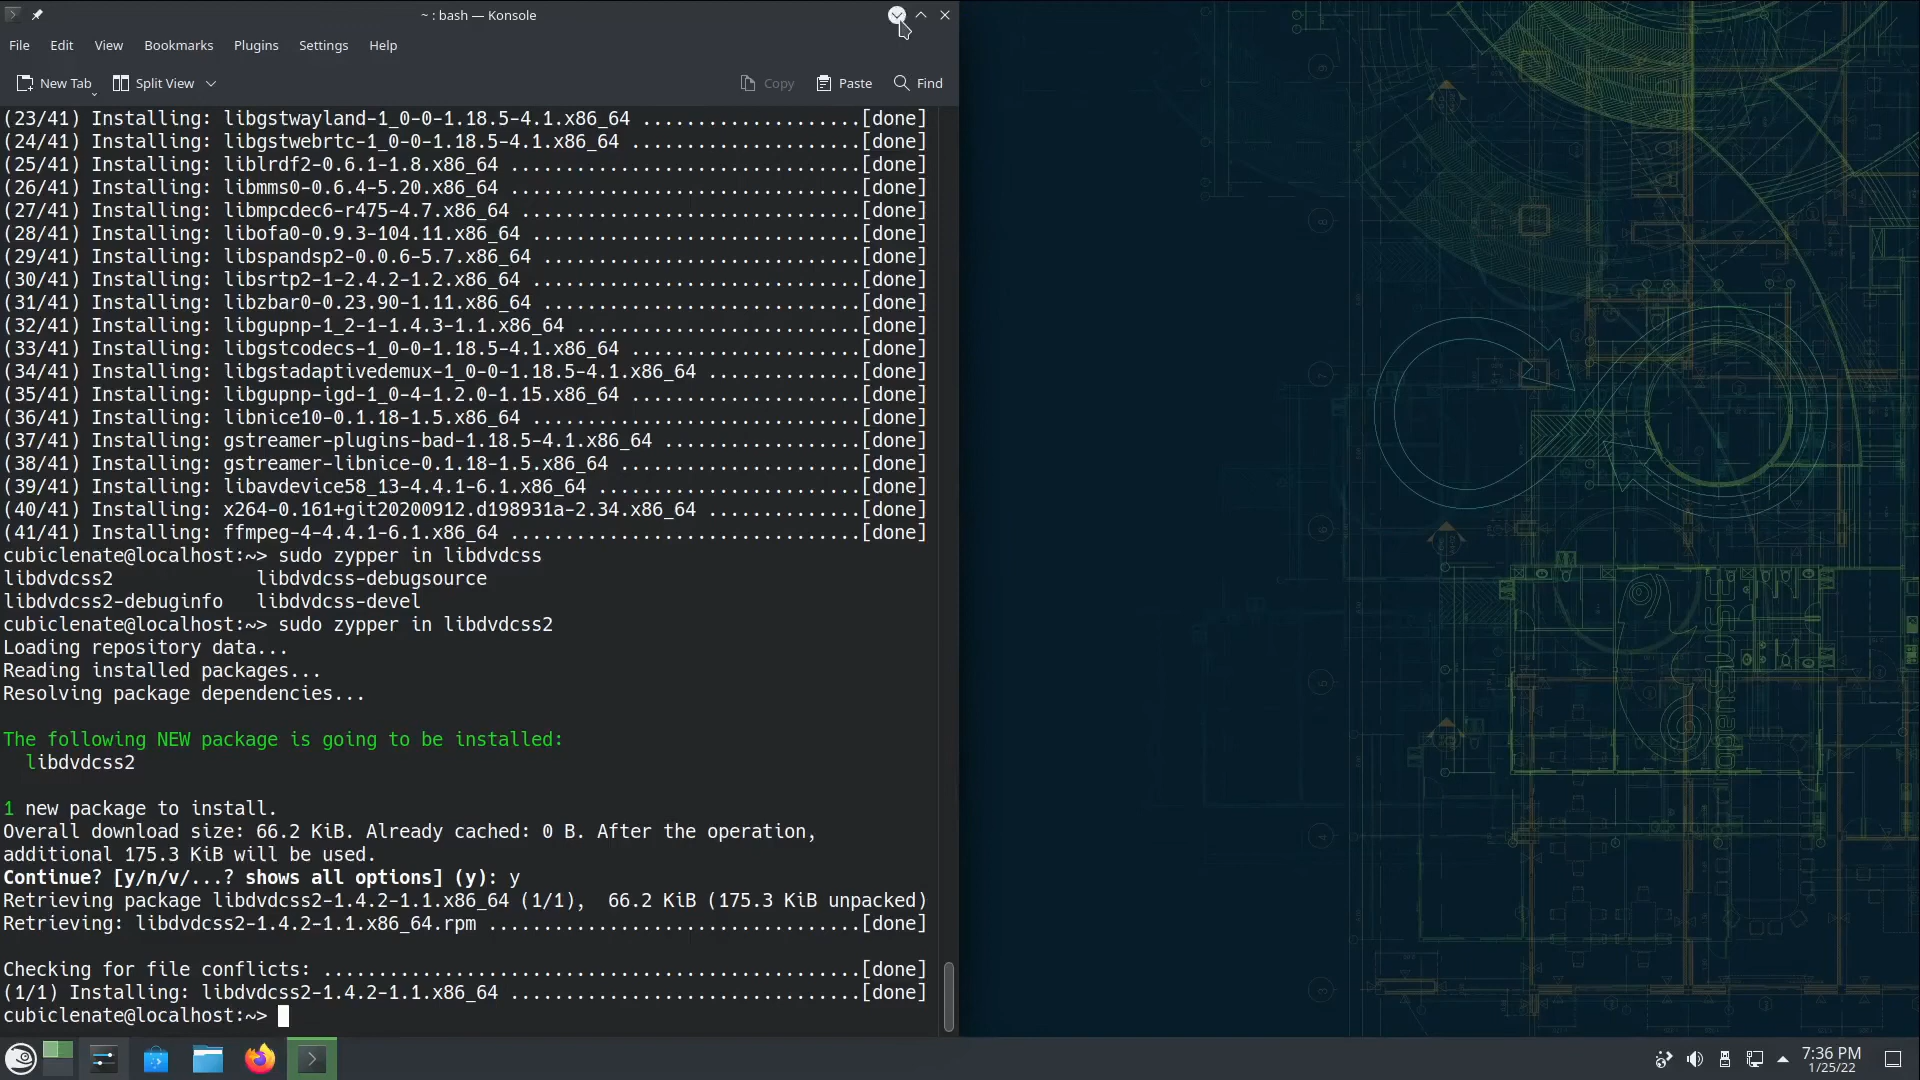 ~ : bash — Konsole
File Edit View Bookmarks Plugins Settings Help
New Tab Split View Copy Paste Find
(23/41) Installing: libgstwayland-1_0-0-1.18.5-4.1.x86_64 ....................[done]
(24/41) Installing: libgstwebrtc-1_0-0-1.18.5-4.1.x86_64 .....................[done]
(25/41) Installing: liblrdf2-0.6.1-1.8.x86_64 ................................[done]
(26/41) Installing: libmms0-0.6.4-5.20.x86_64 ................................[done]
(27/41) Installing: libmpcdec6-r475-4.7.x86_64 ...............................[done]
(28/41) Installing: libofa0-0.9.3-104.11.x86_64 ..............................[done]
(29/41) Installing: libspandsp2-0.0.6-5.7.x86_64 .............................[done]
(30/41) Installing: libsrtp2-1-2.4.2-1.2.x86_64 ..............................[done]
(31/41) Installing: libzbar0-0.23.90-1.11.x86_64 .............................[done]
(32/41) Installing: libgupnp-1_2-1-1.4.3-1.1.x86_64 ..........................[done]
(33/41) Installing: libgstcodecs-1_0-0-1.18.5-4.1.x86_64 .....................[done]
(34/41) Installing: libgstadaptivedemux-1_0-0-1.18.5-4.1.x86_64 ..............[done]
(35/41) Installing: libgupnp-igd-1_0-4-1.2.0-1.15.x86_64 .....................[done]
(36/41) Installing: libnice10-0.1.18-1.5.x86_64 ..............................[done]
(37/41) Installing: gstreamer-plugins-bad-1.18.5-4.1.x86_64 ..................[done]
(38/41) Installing: gstreamer-libnice-0.1.18-1.5.x86_64 ......................[done]
(39/41) Installing: libavdevice58_13-4.4.1-6.1.x86_64 ........................[done]
(40/41) Installing: x264-0.161+git20200912.d198931a-2.34.x86_64 ..............[done]
(41/41) Installing: ffmpeg-4-4.4.1-6.1.x86_64 ................................[done]
cubiclenate@localhost:~> sudo zypper in libdvdcss
libdvdcss2 libdvdcss-debugsource
libdvdcss2-debuginfo libdvdcss-devel
cubiclenate@localhost:~> sudo zypper in libdvdcss2
Loading repository data...
Reading installed packages...
Resolving package dependencies...
The following NEW package is going to be installed:
libdvdcss2
1 new package to install.
Overall download size: 66.2 KiB. Already cached: 0 B. After the operation,
additional 175.3 KiB will be used.
Continue? [y/n/v/...? shows all options] (y): y
Retrieving package libdvdcss2-1.4.2-1.1.x86_64 (1/1), 66.2 KiB (175.3 KiB unpacked)
Retrieving: libdvdcss2-1.4.2-1.1.x86_64.rpm ..................................[done]
Checking for file conflicts: .................................................[done]
(1/1) Installing: libdvdcss2-1.4.2-1.1.x86_64 ................................[done]
cubiclenate@localhost:~>
openSUSE
7:36 PM
1/25/22